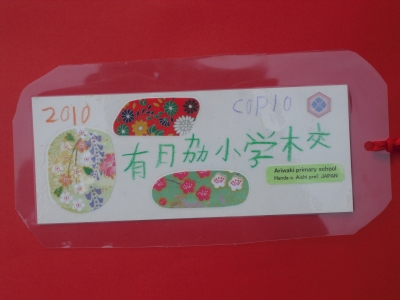 2010
COP10
有脇小学校
Ariwaki primary school
Handa-c Aichi pref. JAPAN